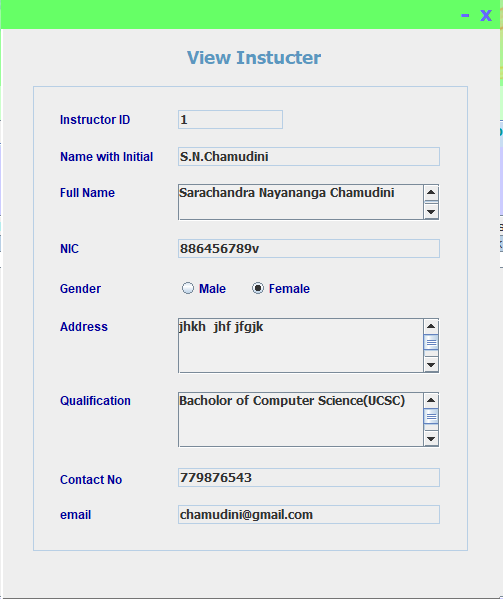 - x
View Instucter
Instructor ID 1
Name with Initial S.N.Chamudini
Full Name Sarachandra Nayananga Chamudini
NIC 886456789v
Gender Male Female
Address jhkh jhf jfgjk
Qualification Bacholor of Computer Science(UCSC)
Contact No 779876543
email chamudini@gmail.com